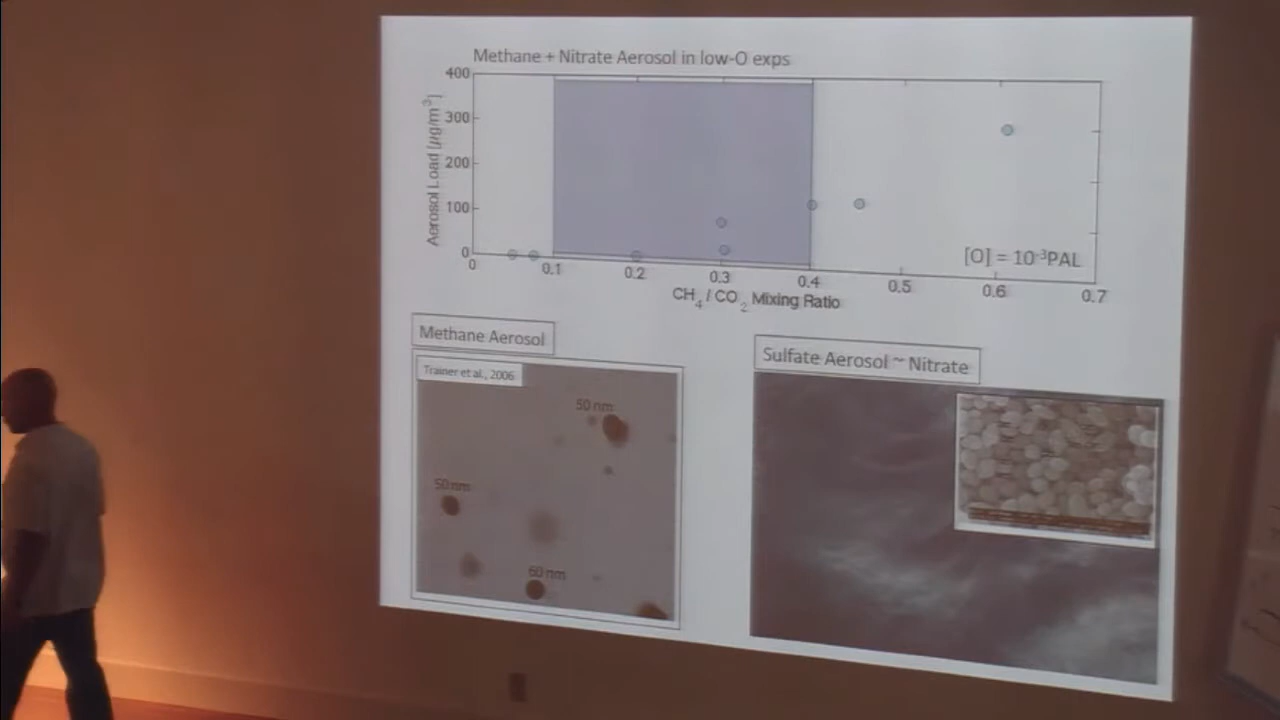 Methane + Nitrate Aerosol in low-O exps
400
300
200
100
0
Aerosol Load [μg/m³]
0 0.1 0.2 0.3 0.4 0.5 0.6 0.7
[O] = 10⁻³PAL
CH₄ / CO₂ Mixing Ratio
Methane Aerosol
Trainer et al., 2006
50 nm
50 nm
60 nm
Sulfate Aerosol ~ Nitrate